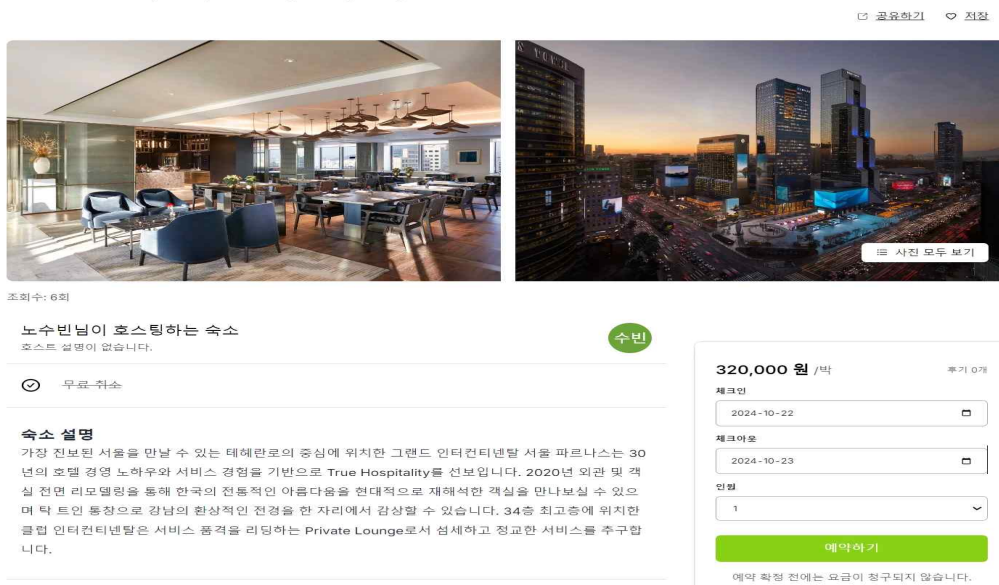 공유하기 저장
사진 모두 보기
조회수: 6회
노수빈님이 호스팅하는 숙소
호스트 설명이 없습니다.
수빈
무료 취소
숙소 설명
가장 진보된 서울을 만날 수 있는 테헤란로의 중심에 위치한 그랜드 인터컨티넨탈 서울 파르나스는 30
년의 호텔 경영 노하우와 서비스 경험을 기반으로 True Hospitality를 선보입니다. 2020년 외관 및 객
실 전면 리모델링을 통해 한국의 전통적인 아름다움을 현대적으로 재해석한 객실을 만나보실 수 있으
며 탁 트인 통창으로 강남의 환상적인 전경을 한 자리에서 감상할 수 있습니다. 34층 최고층에 위치한
클럽 인터컨티넨탈은 서비스 품격을 리딩하는 Private Lounge로서 섬세하고 정교한 서비스를 추구합
니다.
320,000 원 /박
후기 0개
체크인
2024-10-22
체크아웃
2024-10-23
인원
1
예약하기
예약 확정 전에는 요금이 청구되지 않습니다.